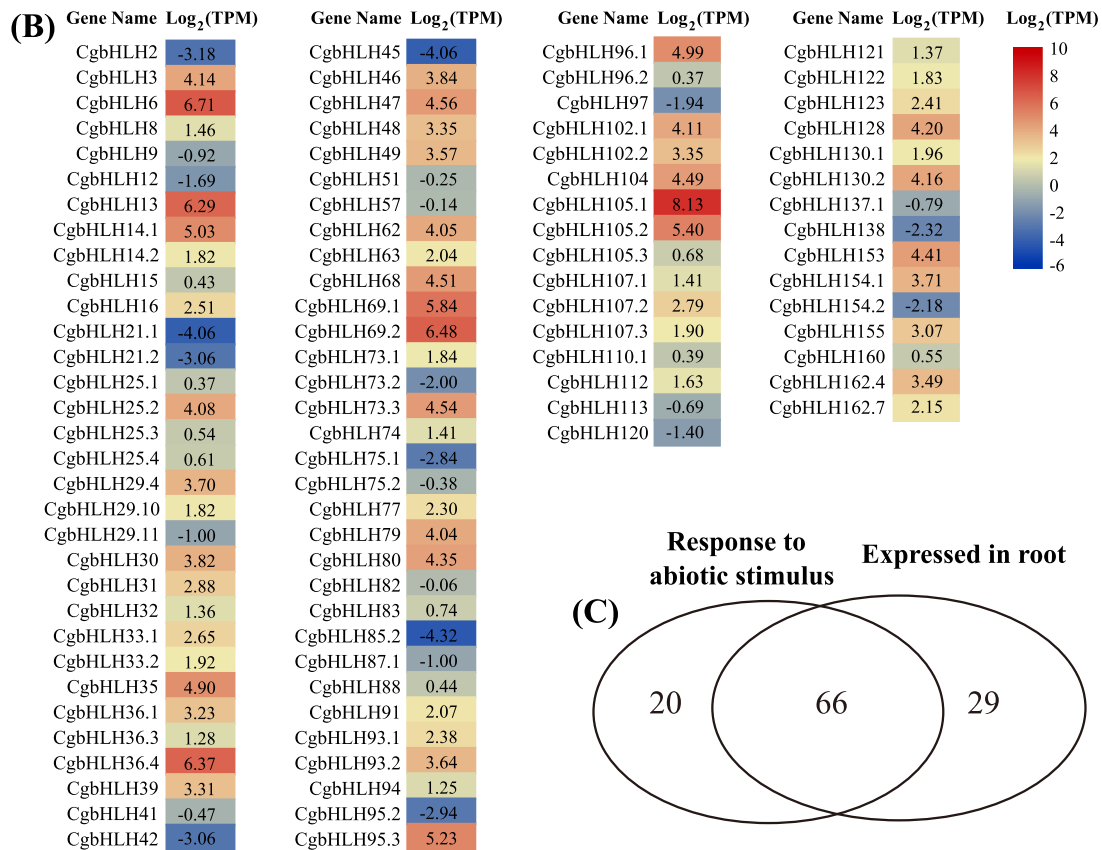 (B)
Gene Name Log2(TPM)
CgbHLH2 -3.18
CgbHLH3 4.14
CgbHLH6 6.71
CgbHLH8 1.46
CgbHLH9 -0.92
CgbHLH12 -1.69
CgbHLH13 6.29
CgbHLH14.1 5.03
CgbHLH14.2 1.82
CgbHLH15 0.43
CgbHLH16 2.51
CgbHLH21.1 -4.06
CgbHLH21.2 -3.06
CgbHLH25.1 0.37
CgbHLH25.2 4.08
CgbHLH25.3 0.54
CgbHLH25.4 0.61
CgbHLH29.4 3.70
CgbHLH29.10 1.82
CgbHLH29.11 -1.00
CgbHLH30 3.82
CgbHLH31 2.88
CgbHLH32 1.36
CgbHLH33.1 2.65
CgbHLH33.2 1.92
CgbHLH35 4.90
CgbHLH36.1 3.23
CgbHLH36.3 1.28
CgbHLH36.4 6.37
CgbHLH39 3.31
CgbHLH41 -0.47
CgbHLH42 -3.06
Gene Name Log2(TPM)
CgbHLH45 -4.06
CgbHLH46 3.84
CgbHLH47 4.56
CgbHLH48 3.35
CgbHLH49 3.57
CgbHLH51 -0.25
CgbHLH57 -0.14
CgbHLH62 4.05
CgbHLH63 2.04
CgbHLH68 4.51
CgbHLH69.1 5.84
CgbHLH69.2 6.48
CgbHLH73.1 1.84
CgbHLH73.2 -2.00
CgbHLH73.3 4.54
CgbHLH74 1.41
CgbHLH75.1 -2.84
CgbHLH75.2 -0.38
CgbHLH77 2.30
CgbHLH79 4.04
CgbHLH80 4.35
CgbHLH82 -0.06
CgbHLH83 0.74
CgbHLH85.2 -4.32
CgbHLH87.1 -1.00
CgbHLH88 0.44
CgbHLH91 2.07
CgbHLH93.1 2.38
CgbHLH93.2 3.64
CgbHLH94 1.25
CgbHLH95.2 -2.94
CgbHLH95.3 5.23
Gene Name Log2(TPM)
CgbHLH96.1 4.99
CgbHLH96.2 0.37
CgbHLH97 -1.94
CgbHLH102.1 4.11
CgbHLH102.2 3.35
CgbHLH104 4.49
CgbHLH105.1 8.13
CgbHLH105.2 5.40
CgbHLH105.3 0.68
CgbHLH107.1 1.41
CgbHLH107.2 2.79
CgbHLH107.3 1.90
CgbHLH110.1 0.39
CgbHLH112 1.63
CgbHLH113 -0.69
CgbHLH120 -1.40
Gene Name Log2(TPM)
CgbHLH121 1.37
CgbHLH122 1.83
CgbHLH123 2.41
CgbHLH128 4.20
CgbHLH130.1 1.96
CgbHLH130.2 4.16
CgbHLH137.1 -0.79
CgbHLH138 -2.32
CgbHLH153 4.41
CgbHLH154.1 3.71
CgbHLH154.2 -2.18
CgbHLH155 3.07
CgbHLH160 0.55
CgbHLH162.4 3.49
CgbHLH162.7 2.15
Log2(TPM)
10
8
6
4
2
0
-2
-4
-6
(C)
Response to
abiotic stimulus
Expressed in root
20 66 29